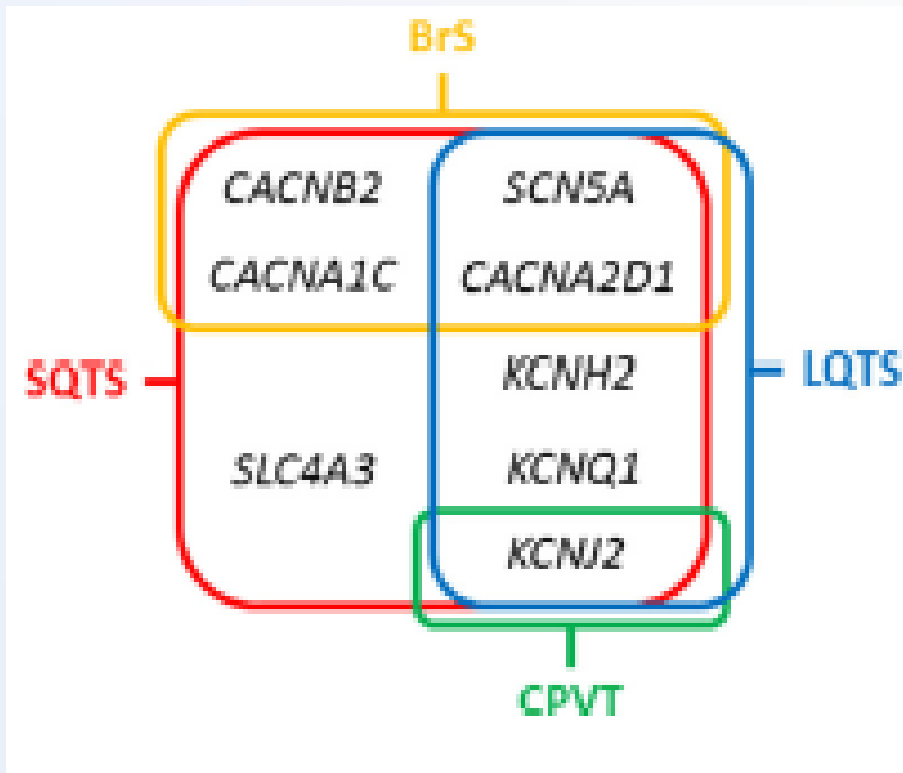 BrS
CACNB2 SCN5A
CACNA1C CACNA2D1
KCNH2
SQTS LQTS
SLC4A3 KCNQ1
KCNJ2
CPVT